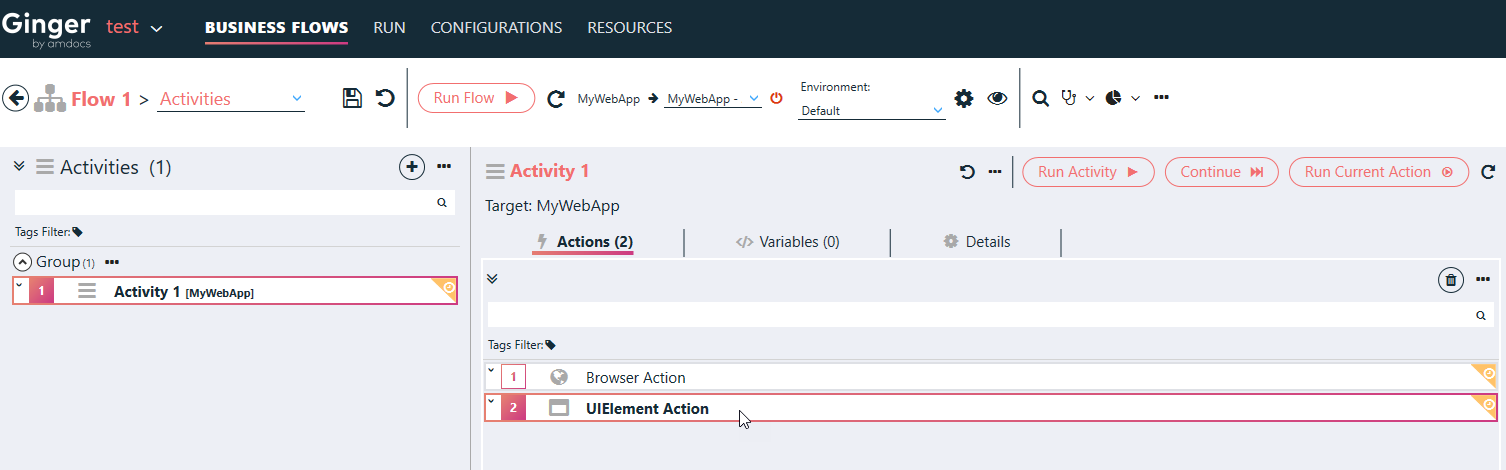 Ginger test BUSINESS FLOWS RUN CONFIGURATIONS RESOURCES
by amdocs
Flow 1 > Activities Run Flow MyWebApp MyWebApp - Environment:
Default
Activities (1)
Tags Filter:
Group (1)
1 Activity 1 [MyWebApp]
Activity 1 Run Activity Continue Run Current Action
Target: MyWebApp
Actions (2) Variables (0) Details
Tags Filter:
1 Browser Action
2 UIElement Action